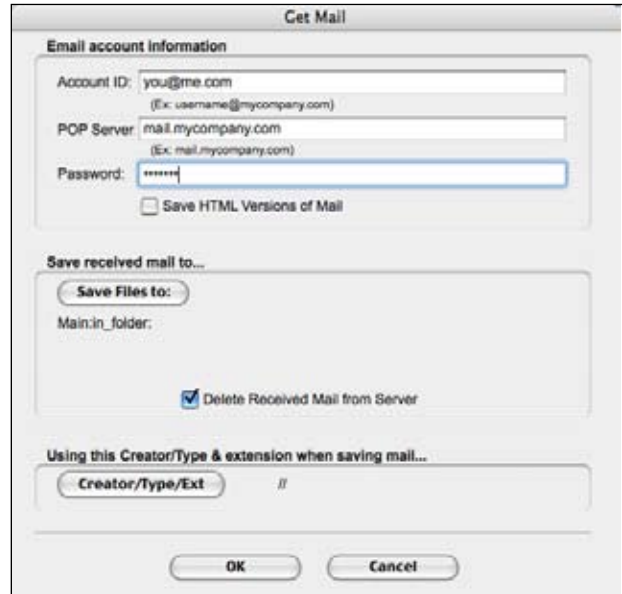 Get Mail
Email account information
Account ID: you@me.com
(Ex: username@mycompany.com)
POP Server mail.mycompany.com
(Ex: mail.mycompany.com)
Password: •••••••
Save HTML Versions of Mail
Save received mail to...
Save Files to:
Main:in_folder:
Delete Received Mail from Server
Using this Creator/Type & extension when saving mail...
Creator/Type/Ext //
OK Cancel